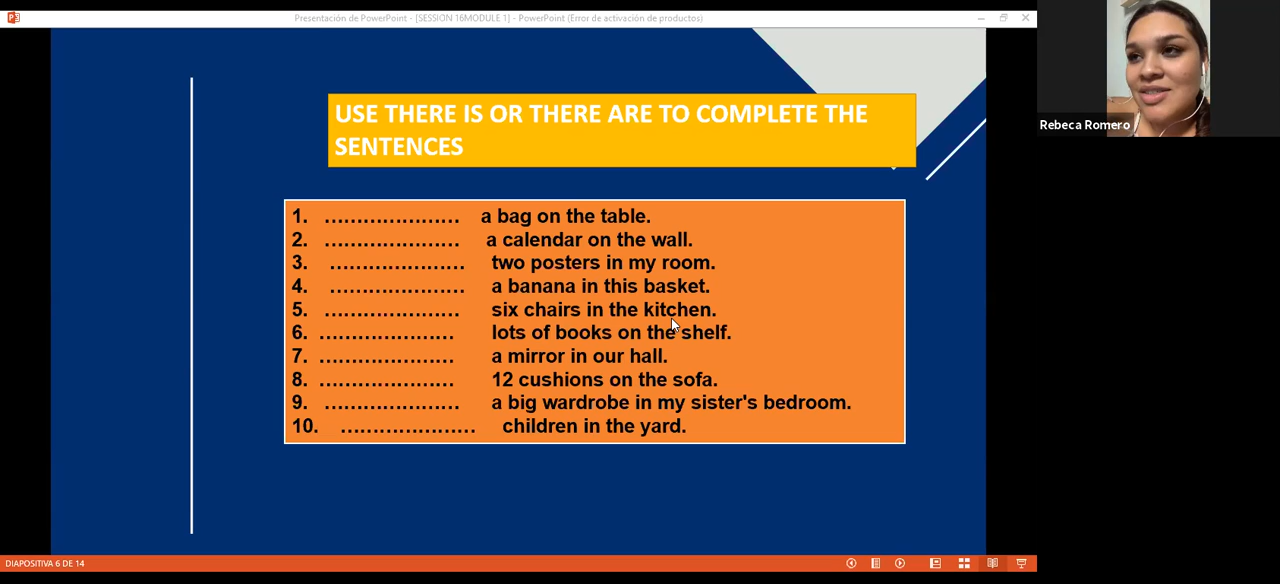 Presentación de PowerPoint - [SESSION 16MODULE 1] - PowerPoint (Error de activación de productos)
USE THERE IS OR THERE ARE TO COMPLETE THE
SENTENCES
1. ………………… a bag on the table.
2. ………………… a calendar on the wall.
3. ………………… two posters in my room.
4. ………………… a banana in this basket.
5. ………………… six chairs in the kitchen.
6. ………………… lots of books on the shelf.
7. ………………… a mirror in our hall.
8. ………………… 12 cushions on the sofa.
9. ………………… a big wardrobe in my sister's bedroom.
10. ………………… children in the yard.
Rebeca Romero
DIAPOSITIVA 6 DE 14